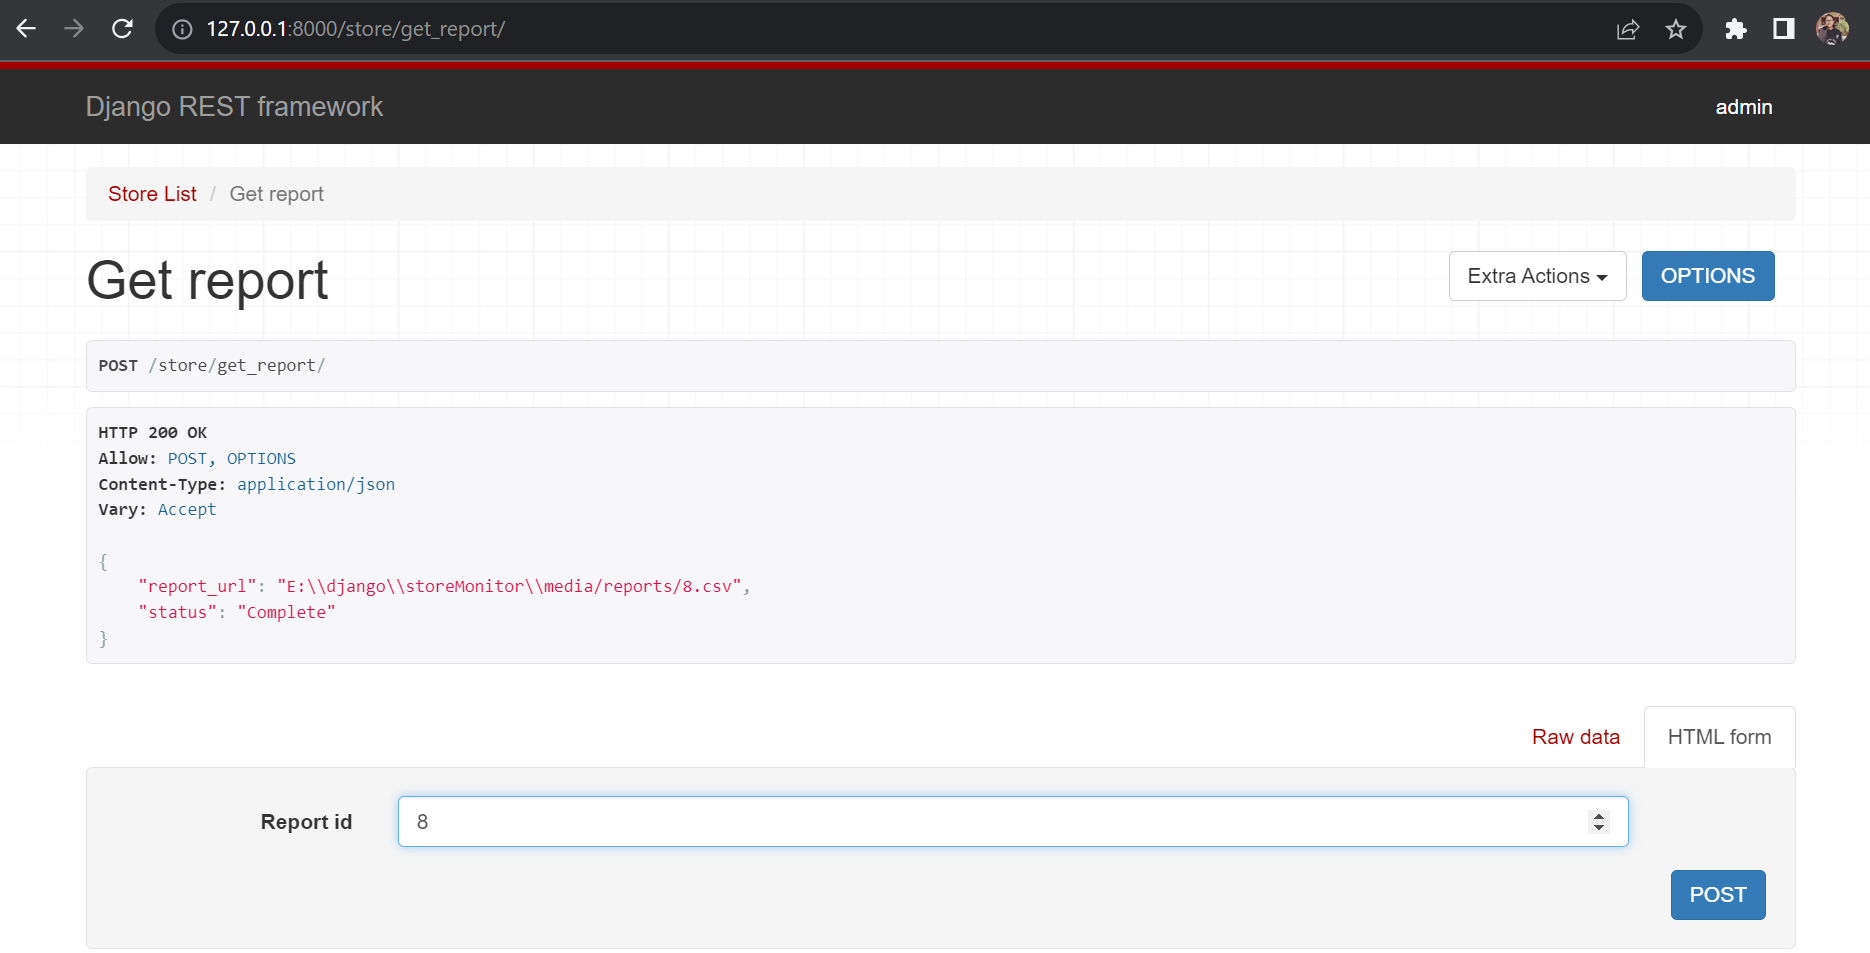 127.0.0.1:8000/store/get_report/
Django REST framework
admin
Store List / Get report
Get report
Extra Actions
OPTIONS
POST /store/get_report/
HTTP 200 OK
Allow: POST, OPTIONS
Content-Type: application/json
Vary: Accept
{
    "report_url": "E:\\django\\storeMonitor\\media/reports/8.csv",
    "status": "Complete"
}
Raw data
HTML form
Report id
8
POST